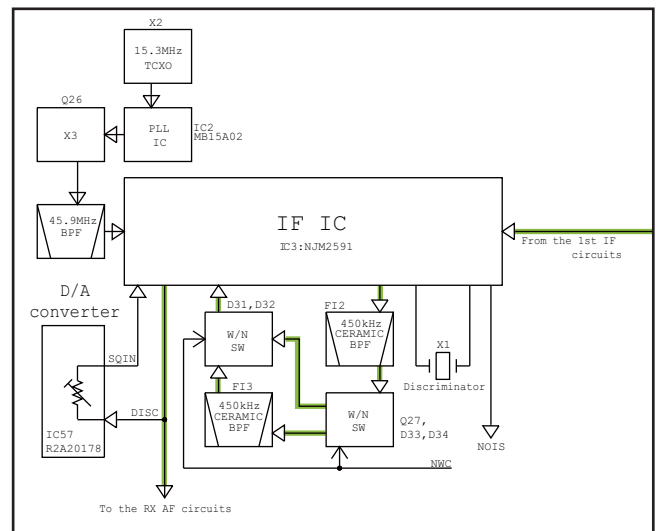 X2
15.3MHz
TCXO
Q26
X3
PLL
IC
IC2
MB15A02
45.9MHz
BPF
IF IC
IC3:NJM2591
From the 1st IF
circuits
D/A
converter
SQIN
DISC
IC57
R2A20178
D31,D32
W/N
SW
FI2
450kHz
CERAMIC
BPF
X1
Discriminator
FI3
450kHz
CERAMIC
BPF
W/N
SW
Q27,
D33,D34
NWC
NOIS
To the RX AF circuits